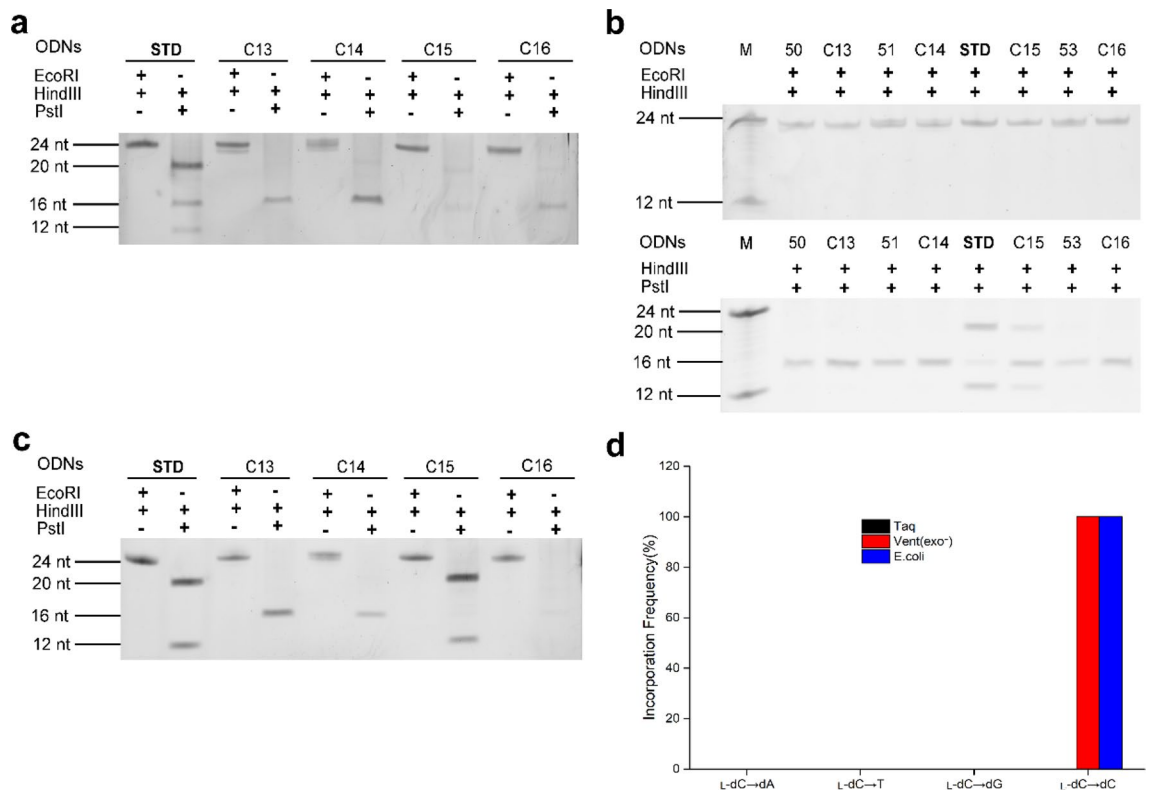 a
ODNs STD C13 C14 C15 C16
EcoRI + - + - + - + - + -
HindIII + + + + + + + + + +
PstI - + - + - + - + - +
24 nt
20 nt
16 nt
12 nt
b
ODNs M 50 C13 51 C14 STD C15 53 C16
EcoRI + + + + + + + +
HindIII + + + + + + + +
24 nt
12 nt
ODNs M 50 C13 51 C14 STD C15 53 C16
HindIII + + + + + + + +
PstI + + + + + + + +
24 nt
20 nt
16 nt
12 nt
c
ODNs STD C13 C14 C15 C16
EcoRI + - + - + - + - + -
HindIII + + + + + + + + + +
PstI - + - + - + - + - +
24 nt
20 nt
16 nt
12 nt
d
Incorporation Frequency(%)
120
100
80
60
40
20
0
Taq
Vent(exo⁻)
E.coli
L-dC→dA L-dC→T L-dC→dG L-dC→dC